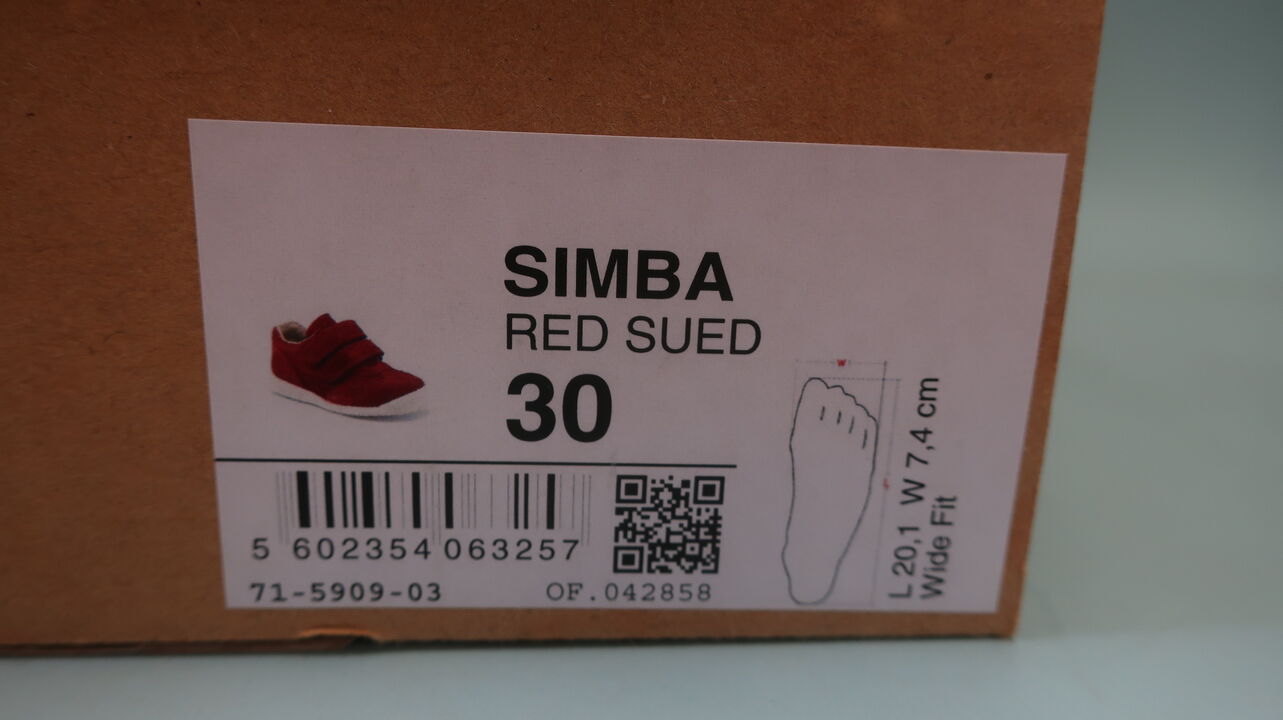 SIMBA
RED SUED
30
5 602354 063257
71-5909-03
OF.042858
W
L 20,1 W 7,4 cm
Wide Fit